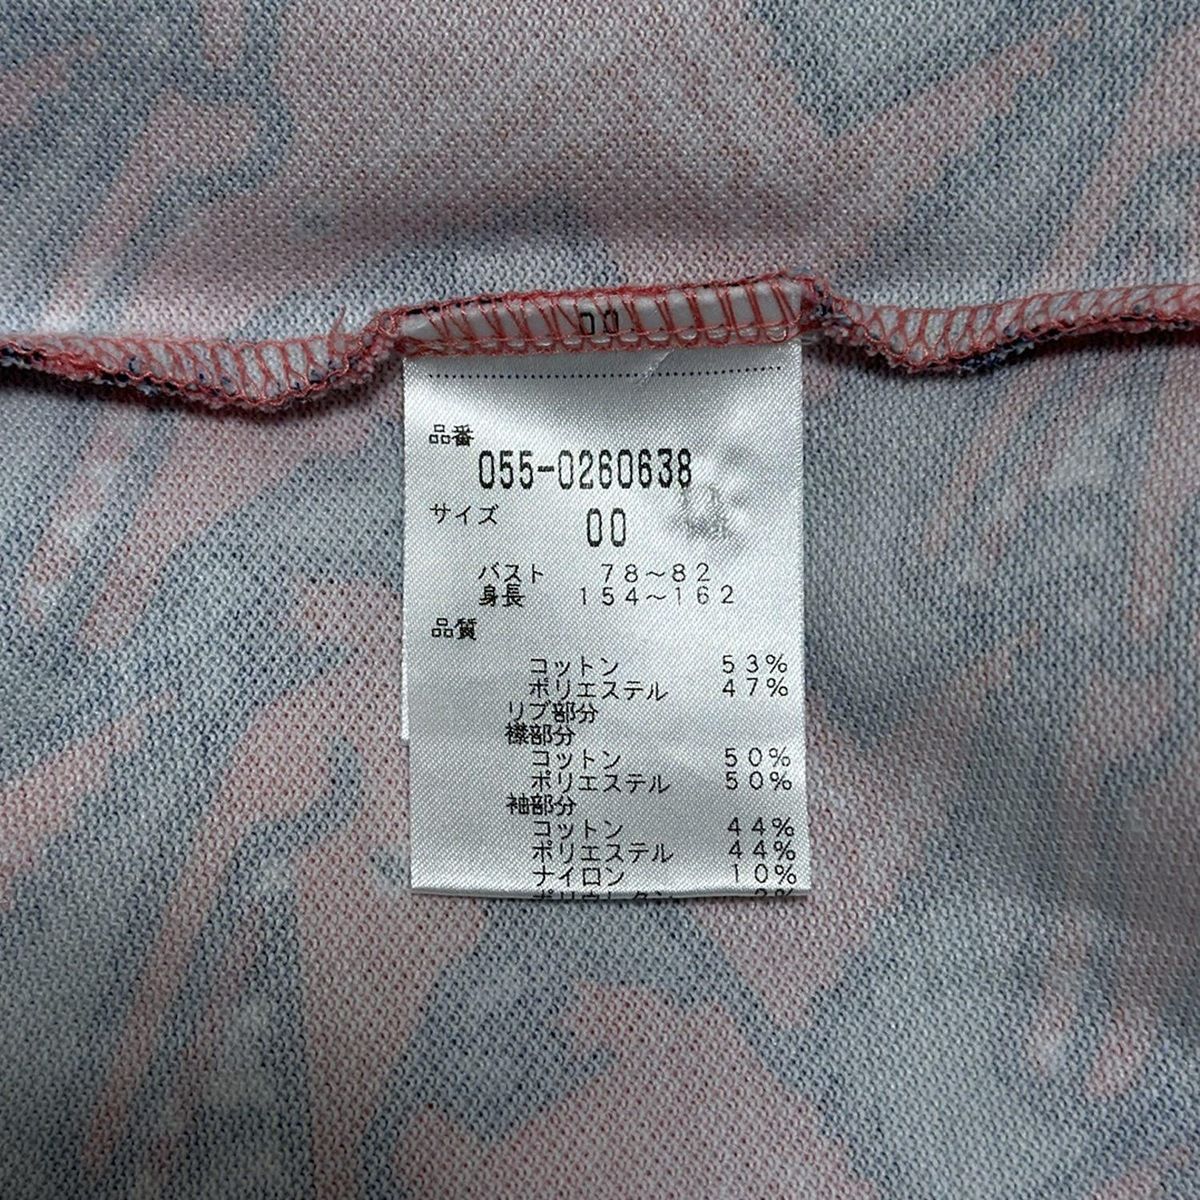 00
品番
055-0260638
サイズ 00
バスト 78~82
身長 154~162
品質
コットン 53%
ポリエステル 47%
リブ部分
襟部分
コットン 50%
ポリエステル 50%
袖部分
コットン 44%
ポリエステル 44%
ナイロン 10%